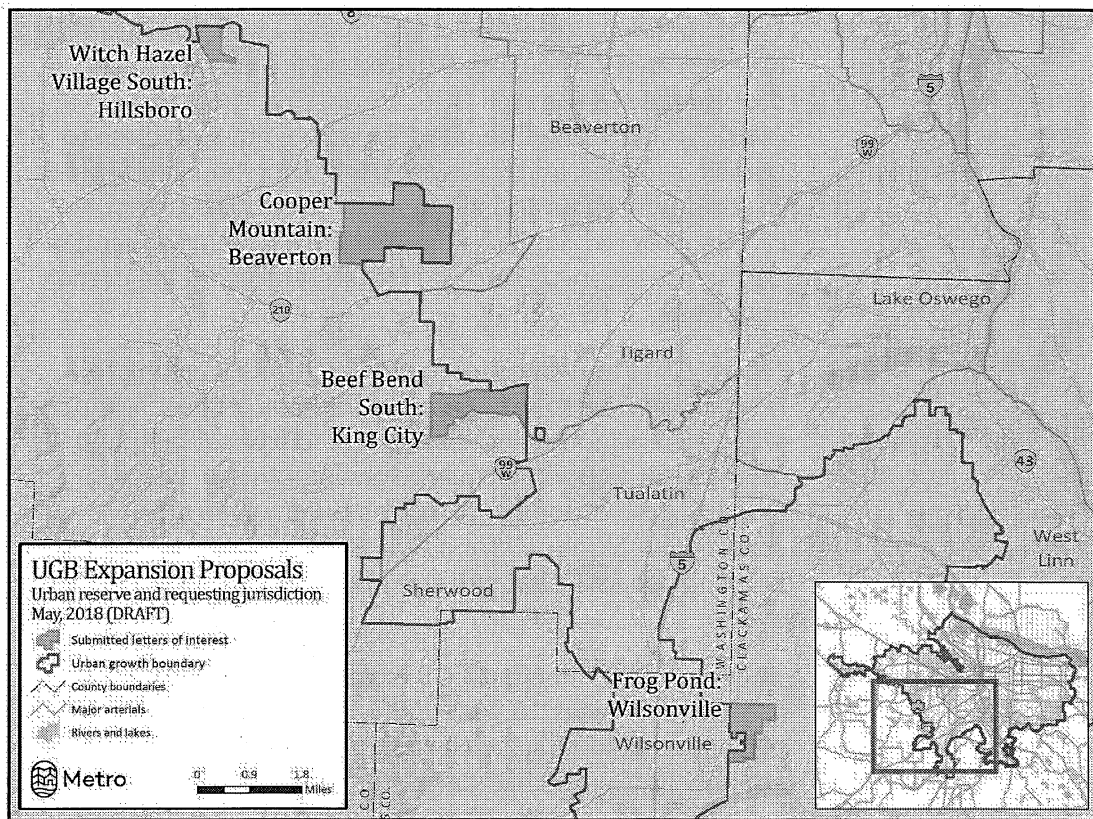 Witch Hazel
Village South:
Hillsboro
5
Beaverton
99
W
Cooper
Mountain:
Beaverton
210
Lake Oswego
Tigard
Beef Bend
South:
King City
99
W
43
Tualatin
West
Linn
5
WASHINGTON CO.
CLACKAMAS CO.
Sherwood
Frog Pond:
Wilsonville
Wilsonville
UGB Expansion Proposals
Urban reserve and requesting jurisdiction
May, 2018 (DRAFT)
Submitted letters of interest
Urban growth boundary
County boundaries
Major arterials
Rivers and lakes
Metro
0 0.9 1.8
Miles